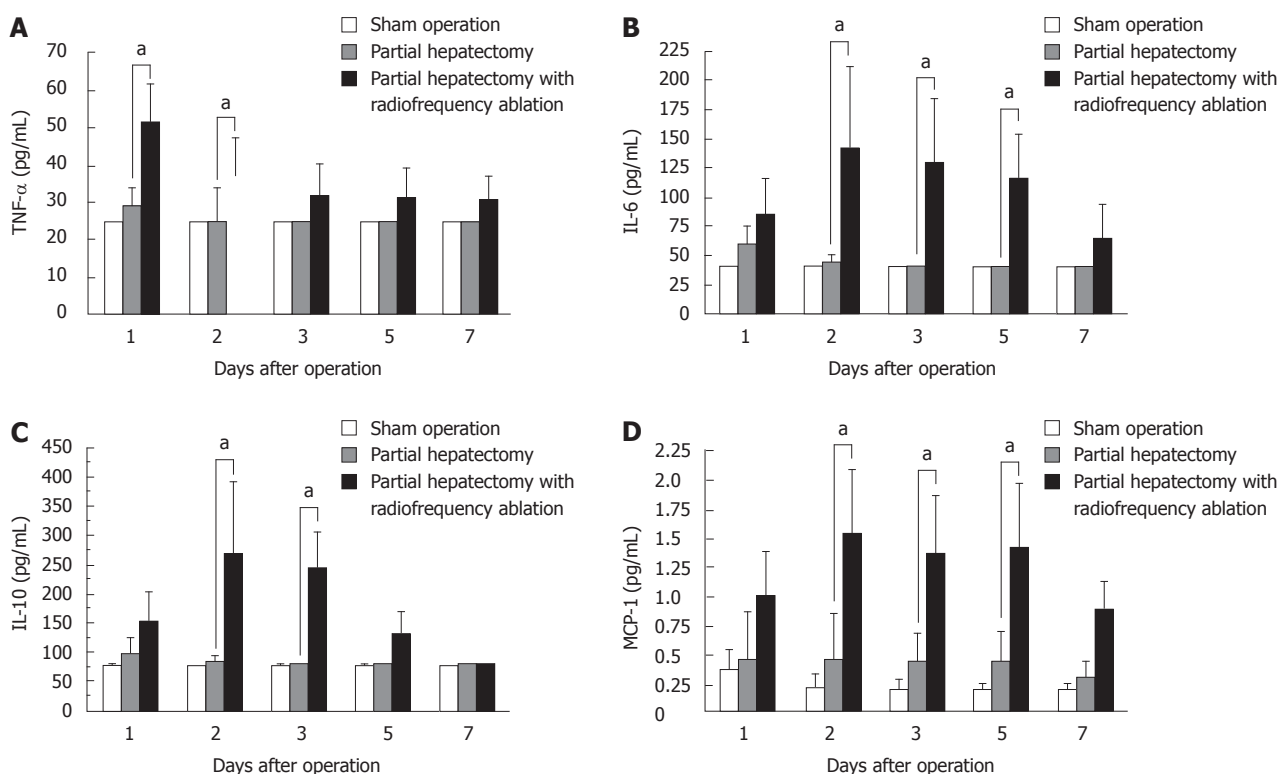 A
Sham operation
Partial hepatectomy
Partial hepatectomy with
radiofrequency ablation
TNF-α (pg/mL)
70
60
50
40
30
20
10
0
a
a
1 2 3 5 7
Days after operation
B
Sham operation
Partial hepatectomy
Partial hepatectomy with
radiofrequency ablation
IL-6 (pg/mL)
225
200
175
150
125
100
75
50
25
0
a
a
a
1 2 3 5 7
Days after operation
C
Sham operation
Partial hepatectomy
Partial hepatectomy with
radiofrequency ablation
IL-10 (pg/mL)
450
400
350
300
250
200
150
100
50
0
a
a
1 2 3 5 7
Days after operation
D
Sham operation
Partial hepatectomy
Partial hepatectomy with
radiofrequency ablation
MCP-1 (pg/mL)
2.25
2.0
1.75
1.5
1.25
1.0
0.75
0.5
0.25
0
a
a
a
1 2 3 5 7
Days after operation